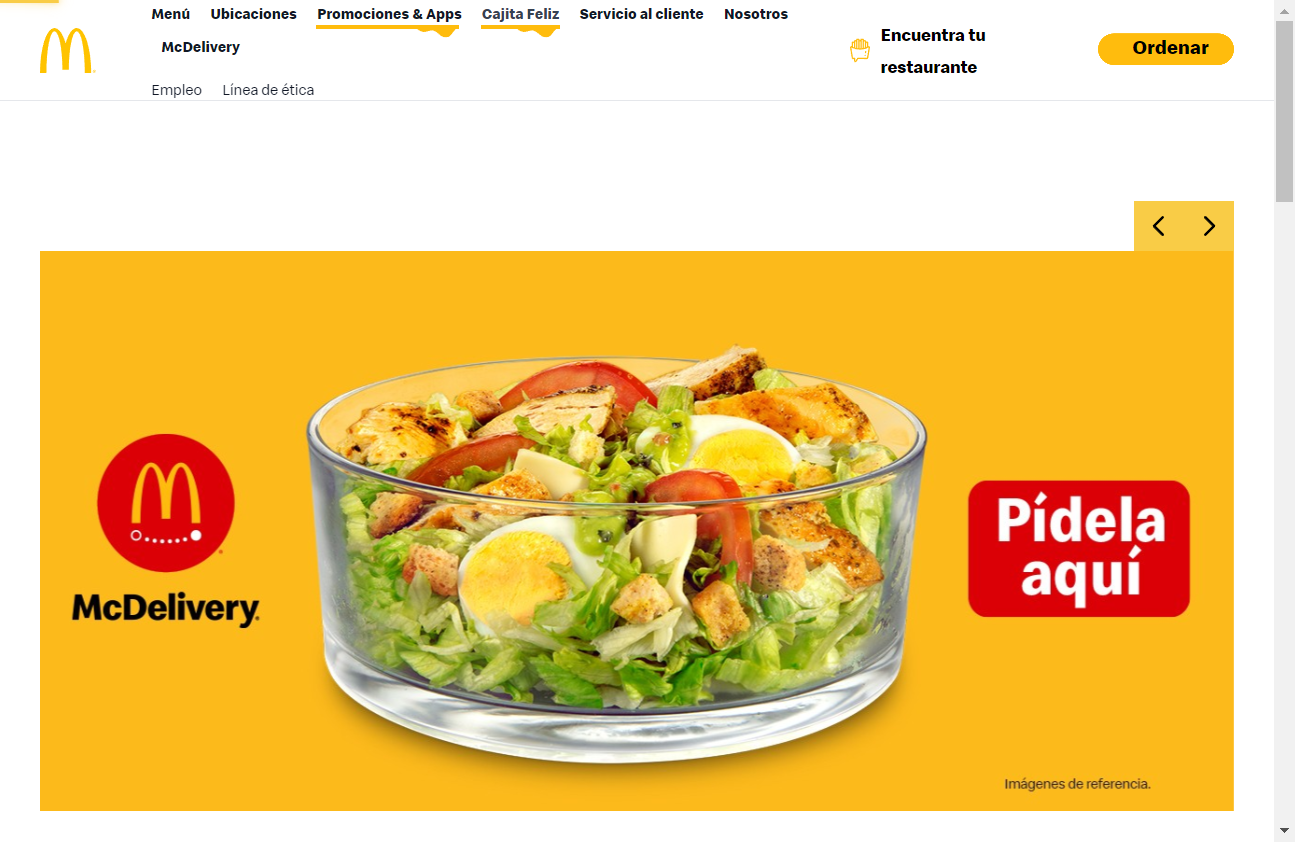 Menú Ubicaciones Promociones & Apps Cajita Feliz Servicio al cliente Nosotros
McDelivery
Encuentra tu
restaurante
Ordenar
Empleo Línea de ética
McDelivery
Pídela
aquí
Imágenes de referencia.